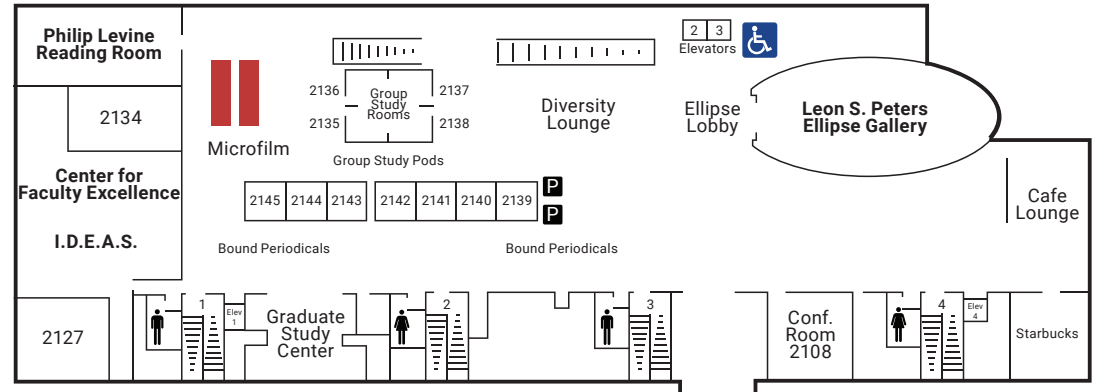 Philip Levine
Reading Room
2 3
Elevators
2136
2137
Group
Study
Rooms
2135
2138
2134
Microfilm
Diversity
Lounge
Ellipse
Lobby
Leon S. Peters
Ellipse Gallery
Group Study Pods
Center for
Faculty Excellence
2145 2144 2143 2142 2141 2140 2139
P
P
Cafe
Lounge
I.D.E.A.S.
Bound Periodicals
Bound Periodicals
1
2
3
4
Elev
1
Elev
4
2127
Graduate
Study
Center
Conf.
Room
2108
Starbucks